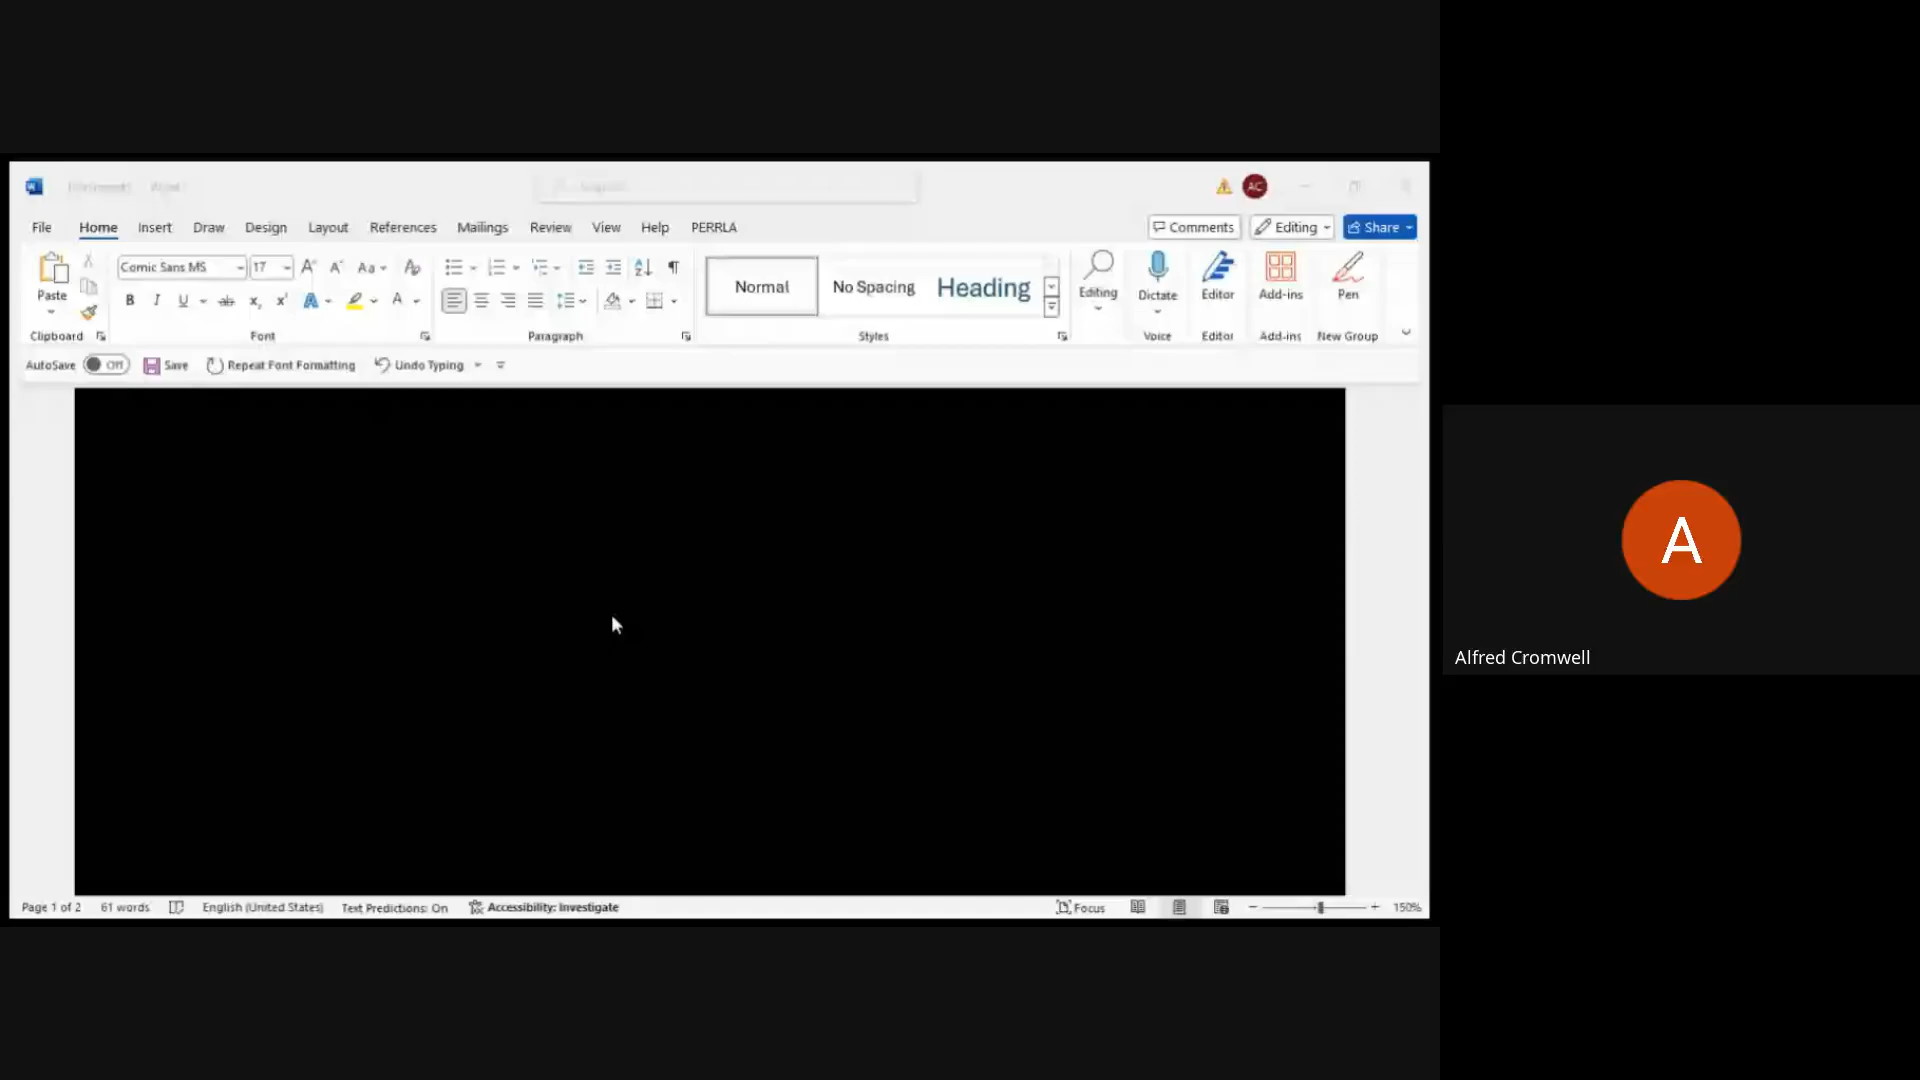 AC
File Home Insert Draw Design Layout References Mailings Review View Help PERRLA Comments Editing Share
Comic Sans MS 17 Aa
Paste
B I U ab x, x' A A
Normal No Spacing Heading
Editing Dictate Editor Add-ins Pen
Clipboard Font Paragraph Styles Voice Editor Add-ins New Group
AutoSave Off Save Repeat Font Formatting Undo Typing
A
Alfred Cromwell
Page 1 of 2 61 words English (United States) Text Predictions: On Accessibility: Investigate Focus 150%